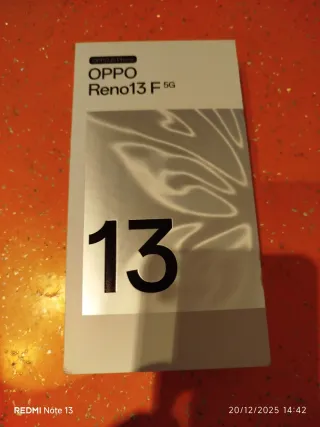 OPPO
Reno13 F 5G
13
REDMI Note 13
20/12/2025 14:42